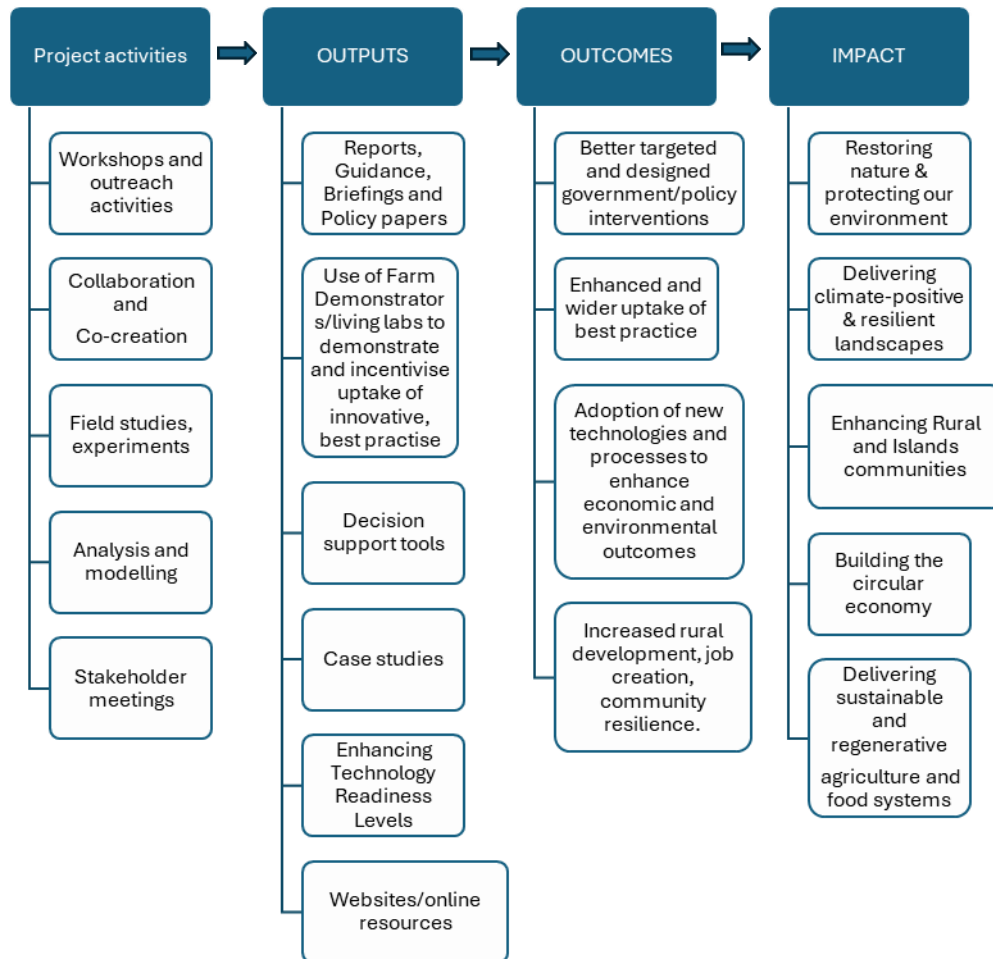 Project activities
OUTPUTS
OUTCOMES
IMPACT
Workshops and
outreach
activities
Collaboration
and
Co-creation
Field studies,
experiments
Analysis and
modelling
Stakeholder
meetings
Reports,
Guidance,
Briefings and
Policy papers
Use of Farm
Demonstrator
s/living labs to
demonstrate
and incentivise
uptake of
innovative,
best practise
Decision
support tools
Case studies
Enhancing
Technology
Readiness
Levels
Websites/online
resources
Better targeted
and designed
government/policy
interventions
Enhanced and
wider uptake of
best practice
Adoption of new
technologies and
processes to
enhance
economic and
environmental
outcomes
Increased rural
development, job
creation,
community
resilience.
Restoring
nature &
protecting our
environment
Delivering
climate-positive
& resilient
landscapes
Enhancing Rural
and Islands
communities
Building the
circular
economy
Delivering
sustainable
and
regenerative
agriculture and
food systems